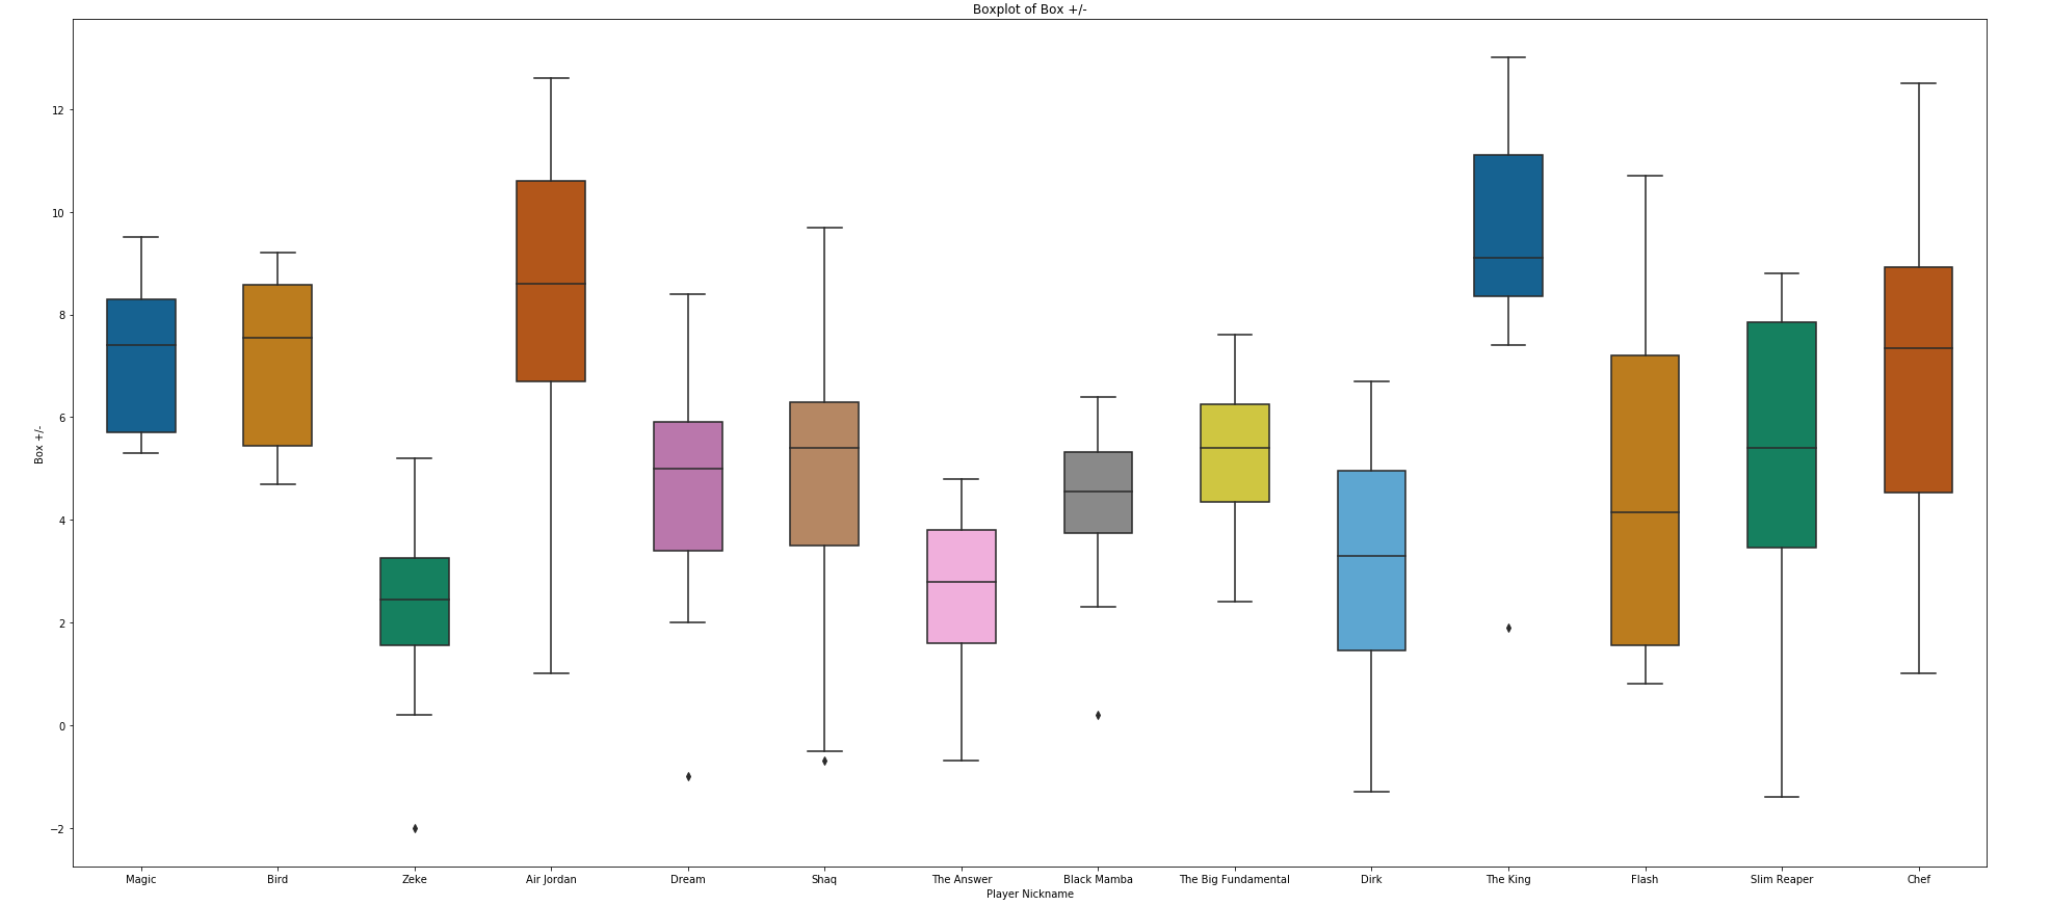 Boxplot of Box +/-
12
10
8
6
4
2
0
−2
Box +/-
Magic
Bird
Zeke
Air Jordan
Dream
Shaq
The Answer
Black Mamba
The Big Fundamental
Dirk
The King
Flash
Slim Reaper
Chef
Player Nickname